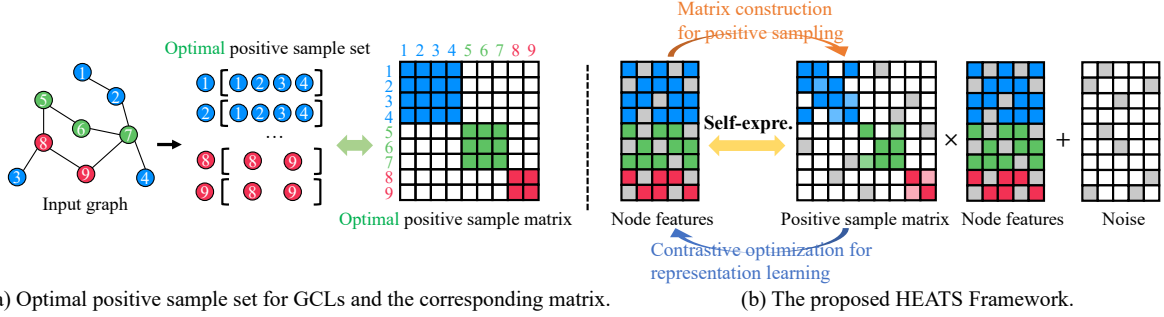 Matrix construction
for positive sampling
Optimal positive sample set
1 2 3 4 5 6 7 8 9
1
2
3
4
5
6
7
8
9
1
2
5
6
7
8
9
3
4
Input graph
1 [ 1 2 3 4 ]
2 [ 1 2 3 4 ]
...
8 [ 8 9 ]
9 [ 8 9 ]
Optimal positive sample matrix
Self-expre.
×
+
Node features
Positive sample matrix
Node features
Noise
Contrastive optimization for
representation learning
) Optimal positive sample set for GCLs and the corresponding matrix.
(b) The proposed HEATS Framework.